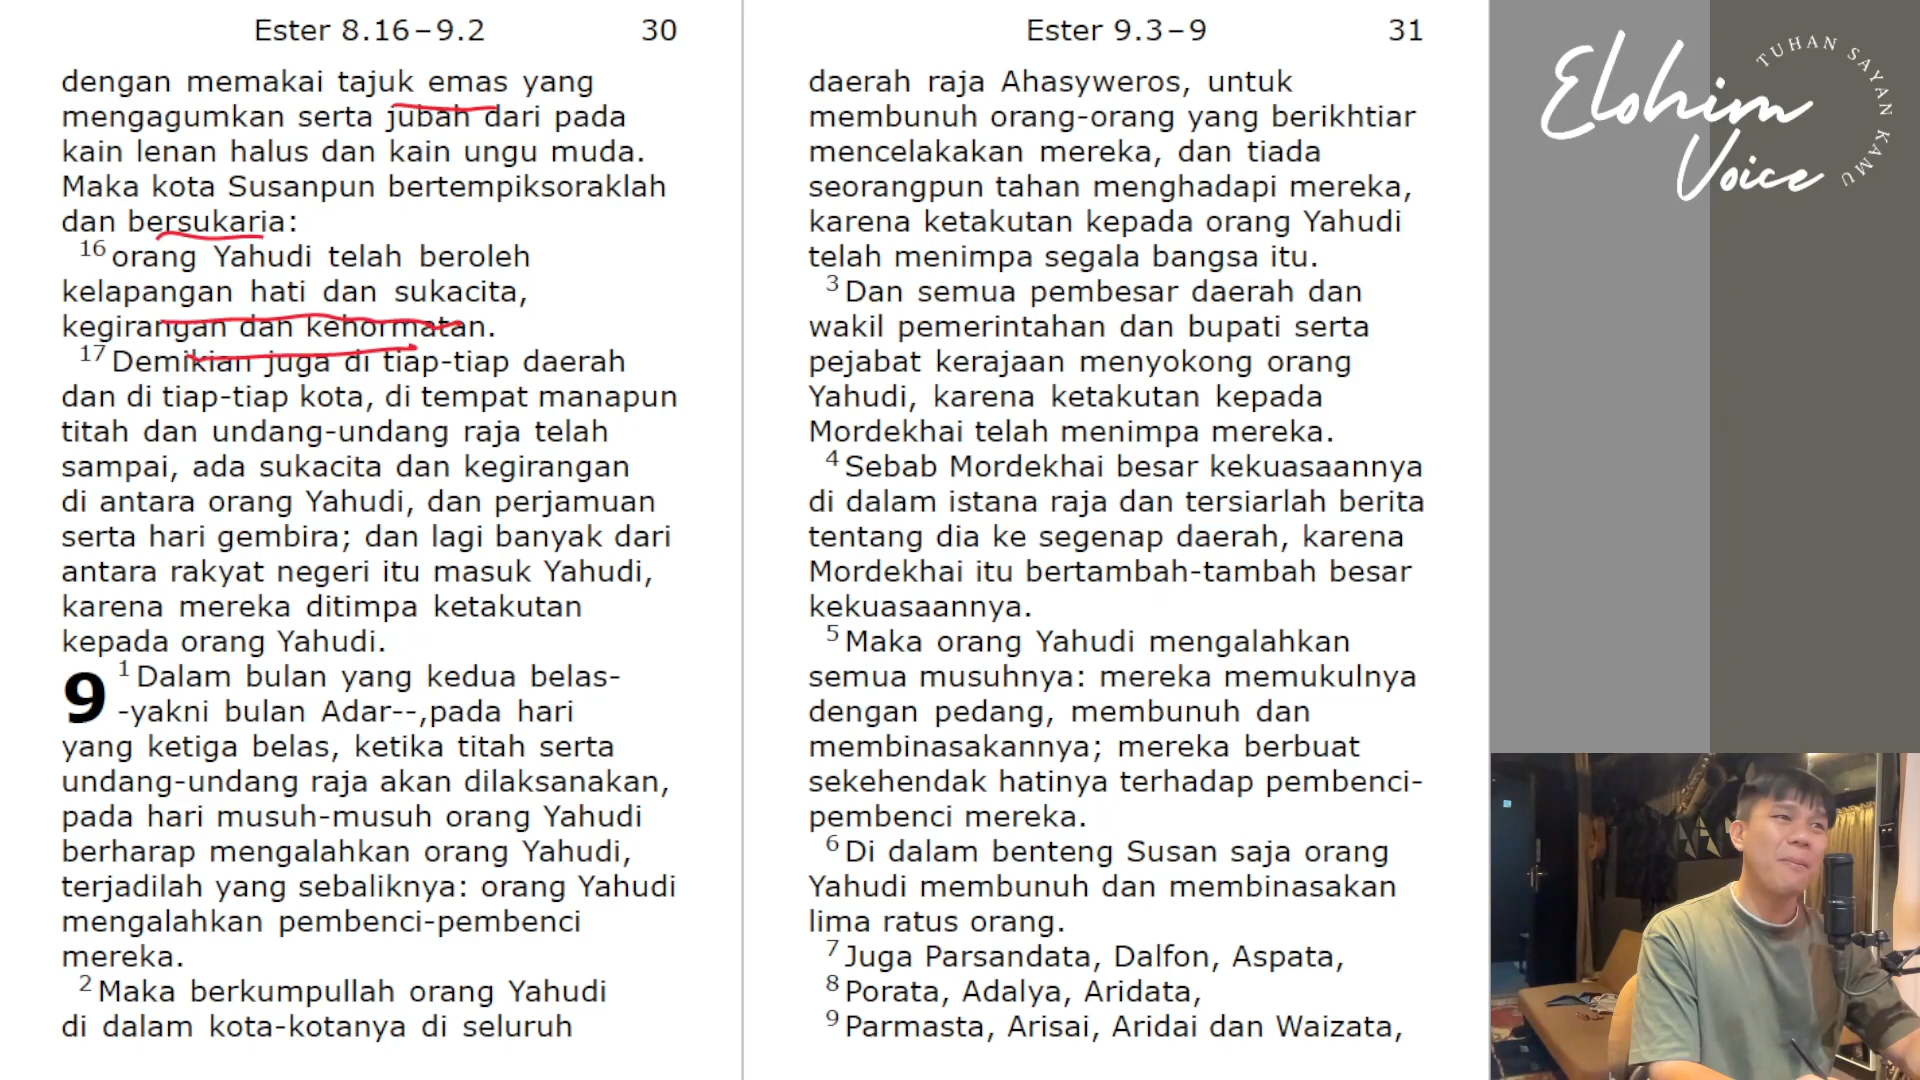 Ester 8.16–9.2 30
dengan memakai tajuk emas yang
mengagumkan serta jubah dari pada
kain lenan halus dan kain ungu muda.
Maka kota Susanpun bertempiksoraklah
dan bersukaria:
16 orang Yahudi telah beroleh
kelapangan hati dan sukacita,
kegirangan dan kehormatan.
17 Demikian juga di tiap-tiap daerah
dan di tiap-tiap kota, di tempat manapun
titah dan undang-undang raja telah
sampai, ada sukacita dan kegirangan
di antara orang Yahudi, dan perjamuan
serta hari gembira; dan lagi banyak dari
antara rakyat negeri itu masuk Yahudi,
karena mereka ditimpa ketakutan
kepada orang Yahudi.
9 1 Dalam bulan yang kedua belas-
-yakni bulan Adar--,pada hari
yang ketiga belas, ketika titah serta
undang-undang raja akan dilaksanakan,
pada hari musuh-musuh orang Yahudi
berharap mengalahkan orang Yahudi,
terjadilah yang sebaliknya: orang Yahudi
mengalahkan pembenci-pembenci
mereka.
2 Maka berkumpullah orang Yahudi
di dalam kota-kotanya di seluruh
Ester 9.3–9 31
daerah raja Ahasyweros, untuk
membunuh orang-orang yang berikhtiar
mencelakakan mereka, dan tiada
seorangpun tahan menghadapi mereka,
karena ketakutan kepada orang Yahudi
telah menimpa segala bangsa itu.
3 Dan semua pembesar daerah dan
wakil pemerintahan dan bupati serta
pejabat kerajaan menyokong orang
Yahudi, karena ketakutan kepada
Mordekhai telah menimpa mereka.
4 Sebab Mordekhai besar kekuasaannya
di dalam istana raja dan tersiarlah berita
tentang dia ke segenap daerah, karena
Mordekhai itu bertambah-tambah besar
kekuasaannya.
5 Maka orang Yahudi mengalahkan
semua musuhnya: mereka memukulnya
dengan pedang, membunuh dan
membinasakannya; mereka berbuat
sekehendak hatinya terhadap pembenci-
pembenci mereka.
6 Di dalam benteng Susan saja orang
Yahudi membunuh dan membinasakan
lima ratus orang.
7 Juga Parsandata, Dalfon, Aspata,
8 Porata, Adalya, Aridata,
9 Parmasta, Arisai, Aridai dan Waizata,
Elohim
Voice
TUHAN SAYANG KAMU